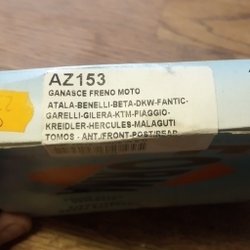 AZ153
GANASCE FRENO MOTO
ATALA-BENELLI-BETA-DKW-FANTIC-
GARELLI-GILERA-KTM-PIAGGIO-
KREIDLER-HERCULES-MALAGUTI
TOMOS - ANT./FRONT-POST/REAR